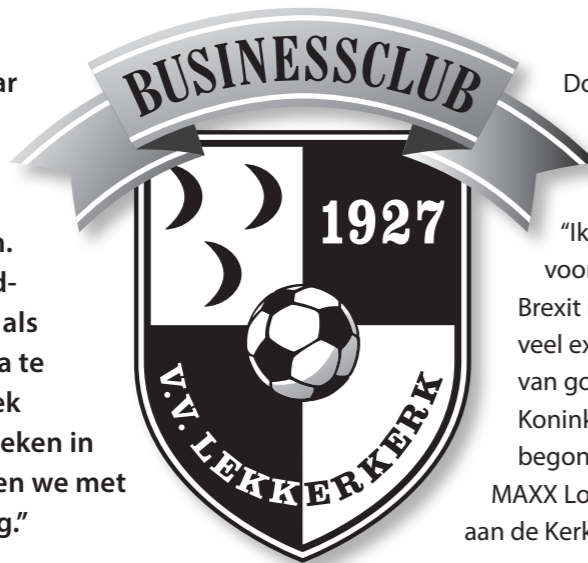 BUSINESSCLUB
1927
V.V. LEKKERKERK
ar
n.
d-
als
a te
ek
eken in
en we met
g.”
Do
“Ik
voor
Brexit
veel ex
van go
Konink
begon
MAXX Lo
aan de Kerk